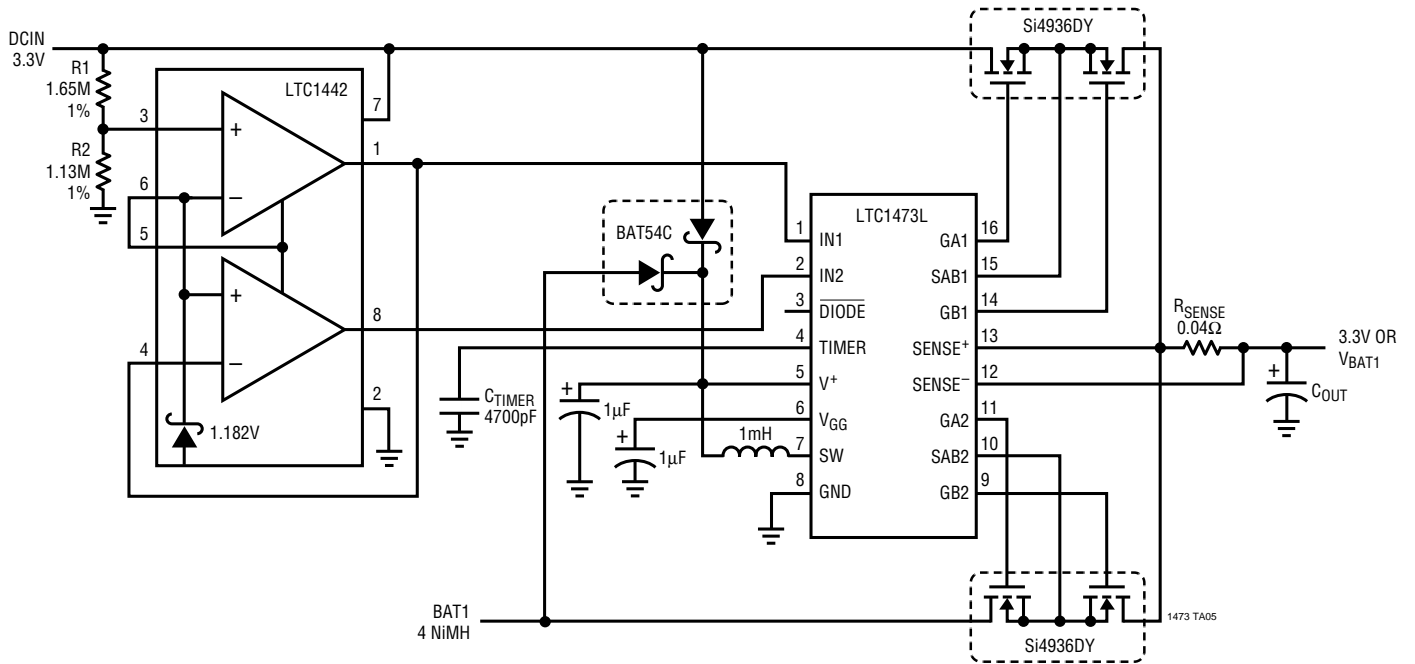 DCIN
3.3V
R1
1.65M
1%
R2
1.13M
1%
LTC1442
3
6
5
4
7
1
8
2
+
−
+
−
1.182V
BAT54C
CTIMER
4700pF
+
1µF
+
1µF
1mH
LTC1473L
1 IN1
2 IN2
3 DIODE
4 TIMER
5 V+
6 VGG
7 SW
8 GND
GA1 16
SAB1 15
GB1 14
SENSE+ 13
SENSE− 12
GA2 11
SAB2 10
GB2 9
Si4936DY
RSENSE
0.04Ω
3.3V OR
VBAT1
+
COUT
BAT1
4 NiMH
Si4936DY
1473 TA05